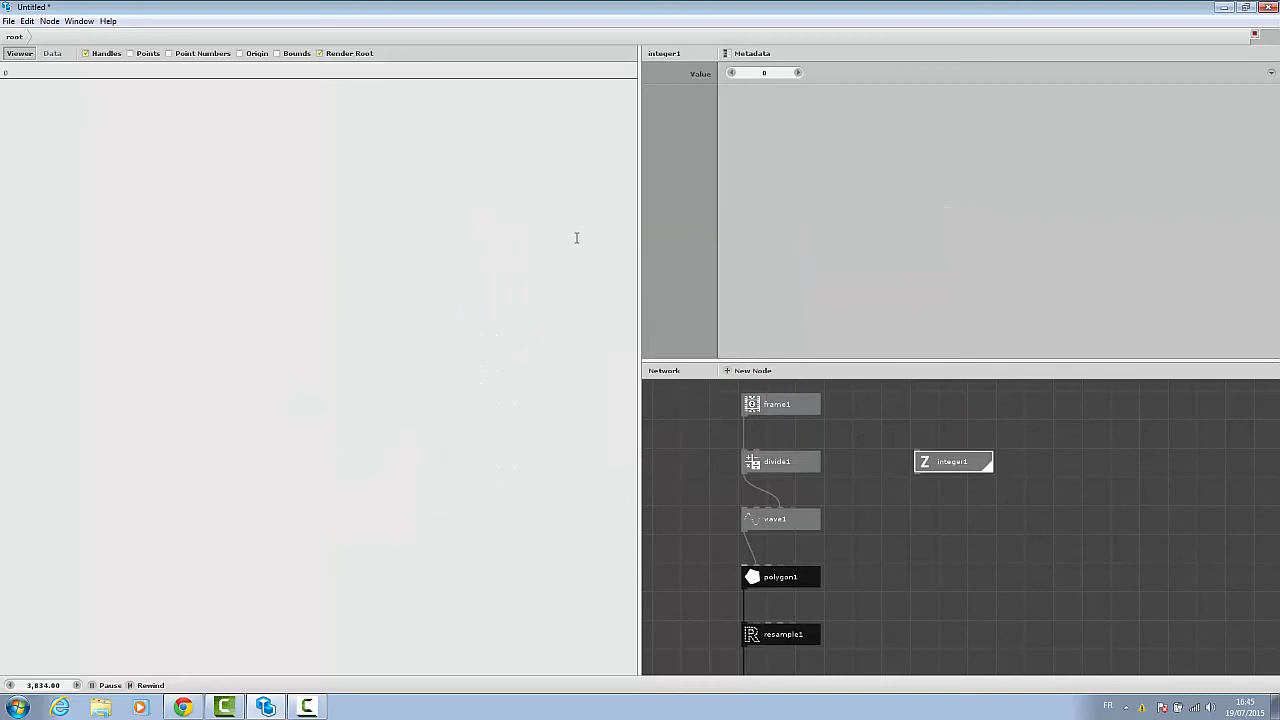 Untitled *
File Edit Node Window Help
root
Viewer Data Handles Points Point Numbers Origin Bounds Render Root
integer1 Metadata
0
Value 0
Network + New Node
frame1
divide1
Z integer1
wave1
polygon1
R resample1
3,834.00 Pause Rewind
FR
16:45
19/07/2015